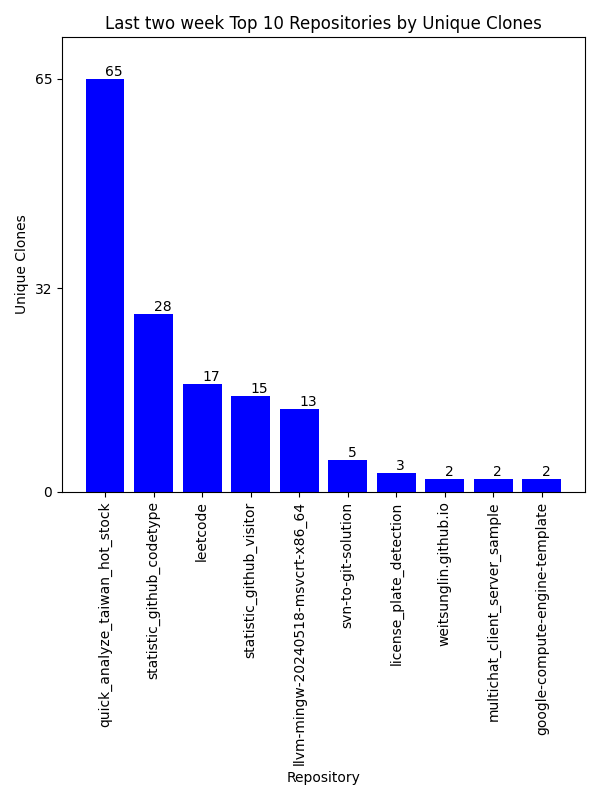 Last two week Top 10 Repositories by Unique Clones
Unique Clones
65
32
0
65
28
17
15
13
5
3
2
2
2
quick_analyze_taiwan_hot_stock
statistic_github_codetype
leetcode
statistic_github_visitor
llvm-mingw-20240518-msvcrt-x86_64
svn-to-git-solution
license_plate_detection
weitsunglin.github.io
multichat_client_server_sample
google-compute-engine-template
Repository